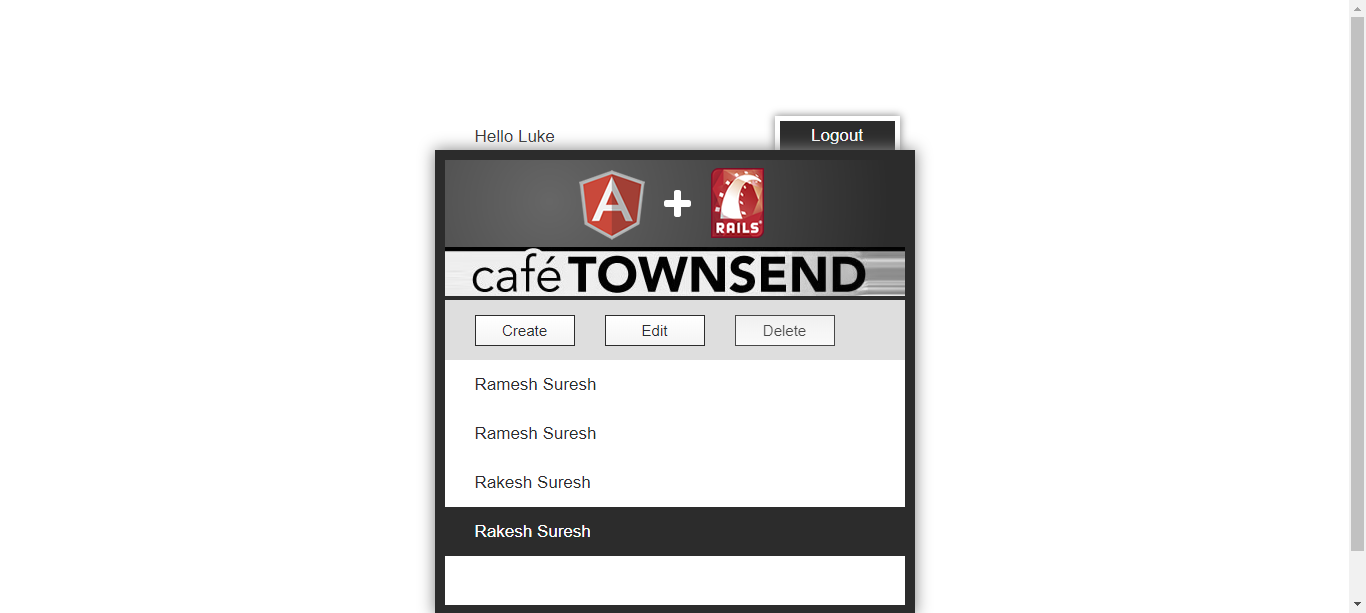 Hello Luke
Logout
A
RAILS
café TOWNSEND
Create
Edit
Delete
Ramesh Suresh
Ramesh Suresh
Rakesh Suresh
Rakesh Suresh